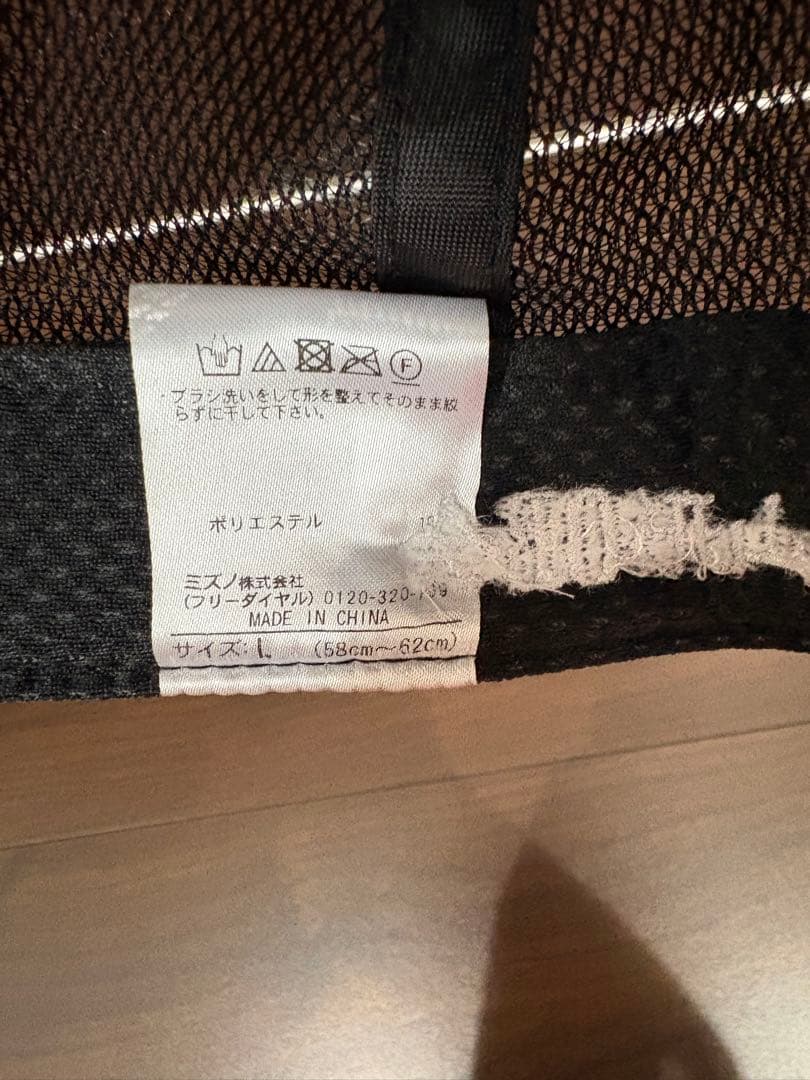 F
・ブラシ洗いをして形を整えてそのまま絞
らずに干して下さい。
ポリエステル
ミズノ株式会社
(フリーダイヤル) 0120-320-
MADE IN CHINA
サイズ: L (58cm～62cm)